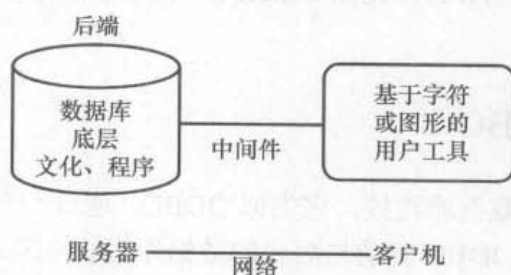 后端
数据库
底层
文化、程序
中间件
基于字符
或图形的
用户工具
服务器
网络
客户机